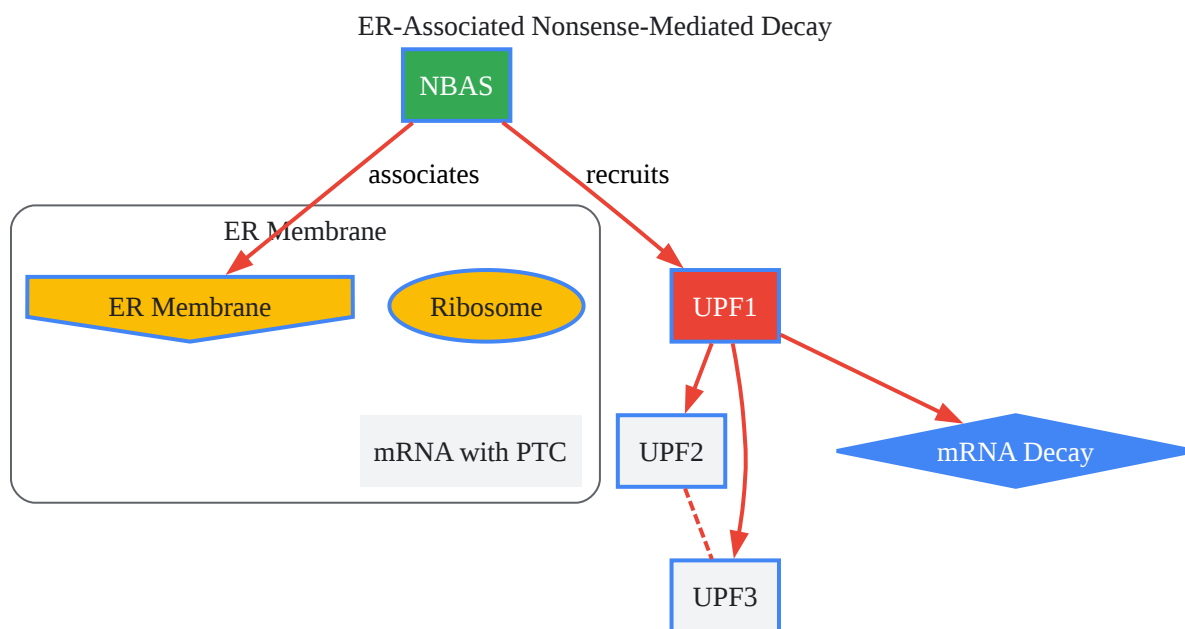 ER-Associated Nonsense-Mediated Decay
NBAS
associates
recruits
ER Membrane
ER Membrane
Ribosome
UPF1
mRNA with PTC
UPF2
mRNA Decay
UPF3